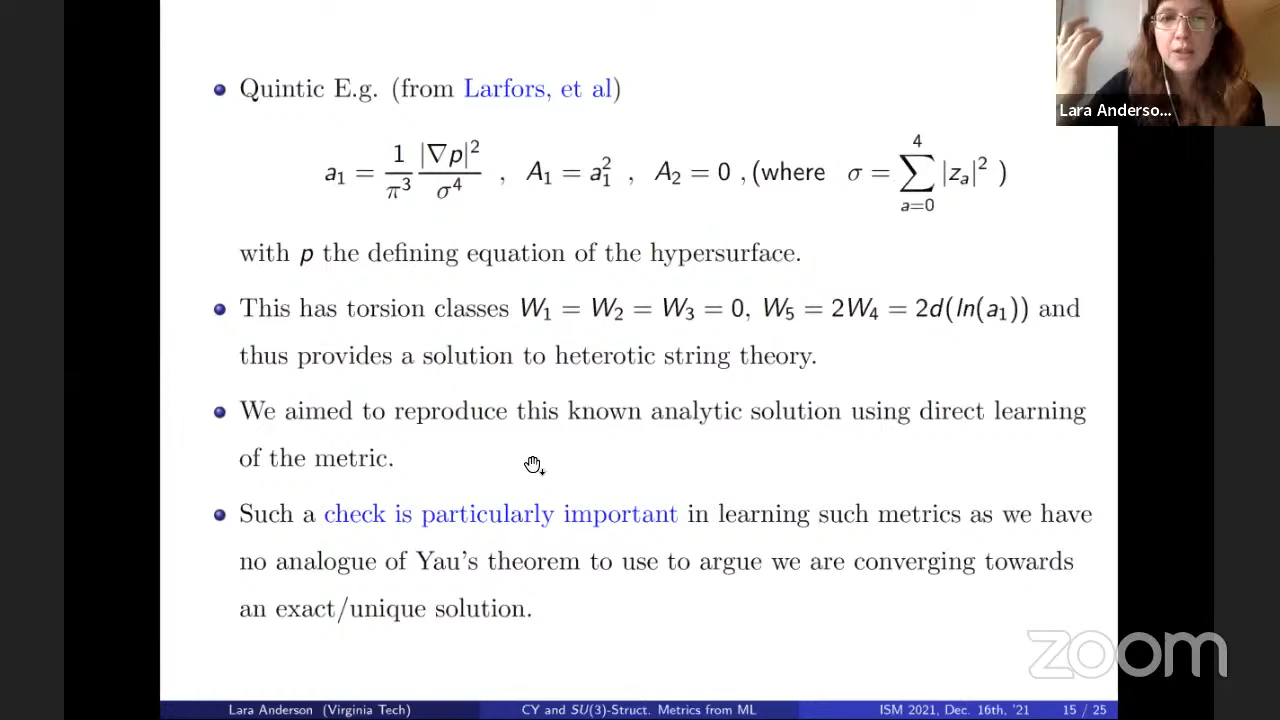 Lara Anderso...
Quintic E.g. (from Larfors, et al)
a₁ = 1/π³ |∇p|²/σ⁴ , A₁ = a₁² , A₂ = 0 , (where σ = ∑_{a=0}^{4} |z_a|² )
with p the defining equation of the hypersurface.
This has torsion classes W₁ = W₂ = W₃ = 0, W₅ = 2W₄ = 2d(ln(a₁)) and
thus provides a solution to heterotic string theory.
We aimed to reproduce this known analytic solution using direct learning
of the metric.
Such a check is particularly important in learning such metrics as we have
no analogue of Yau's theorem to use to argue we are converging towards
an exact/unique solution.
zoom
Lara Anderson (Virginia Tech) CY and SU(3)-Struct. Metrics from ML ISM 2021, Dec. 16th, '21 15 / 25